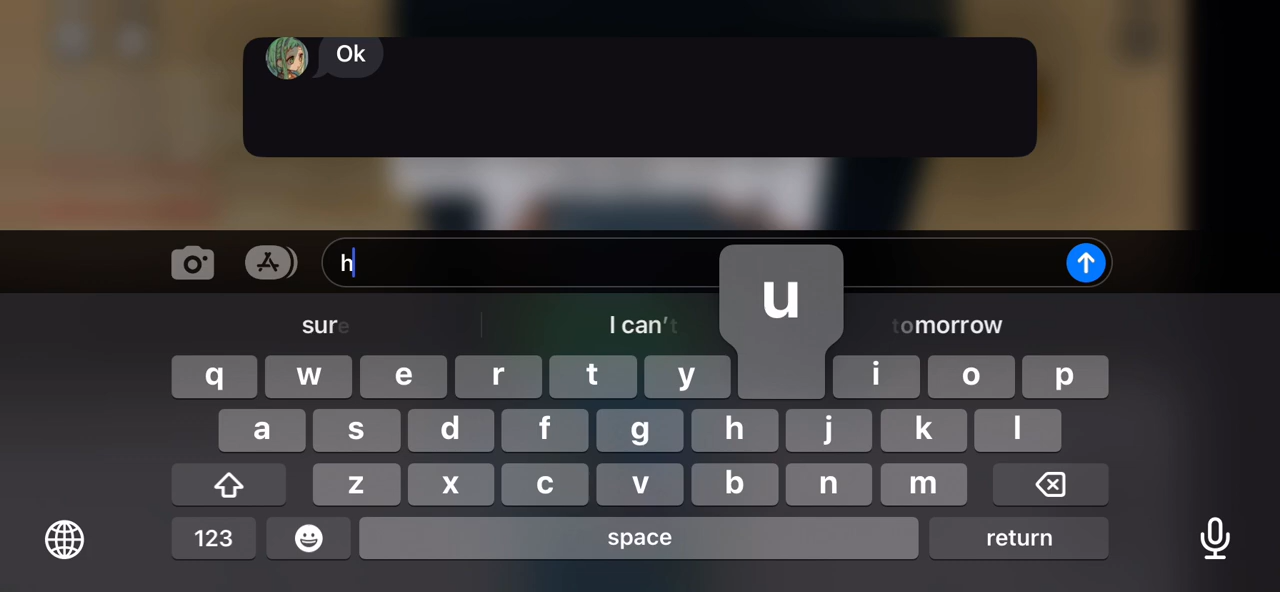 Ok
h
u
sure
I can't
tomorrow
q w e r t y i o p
a s d f g h j k l
z x c v b n m
123 space return